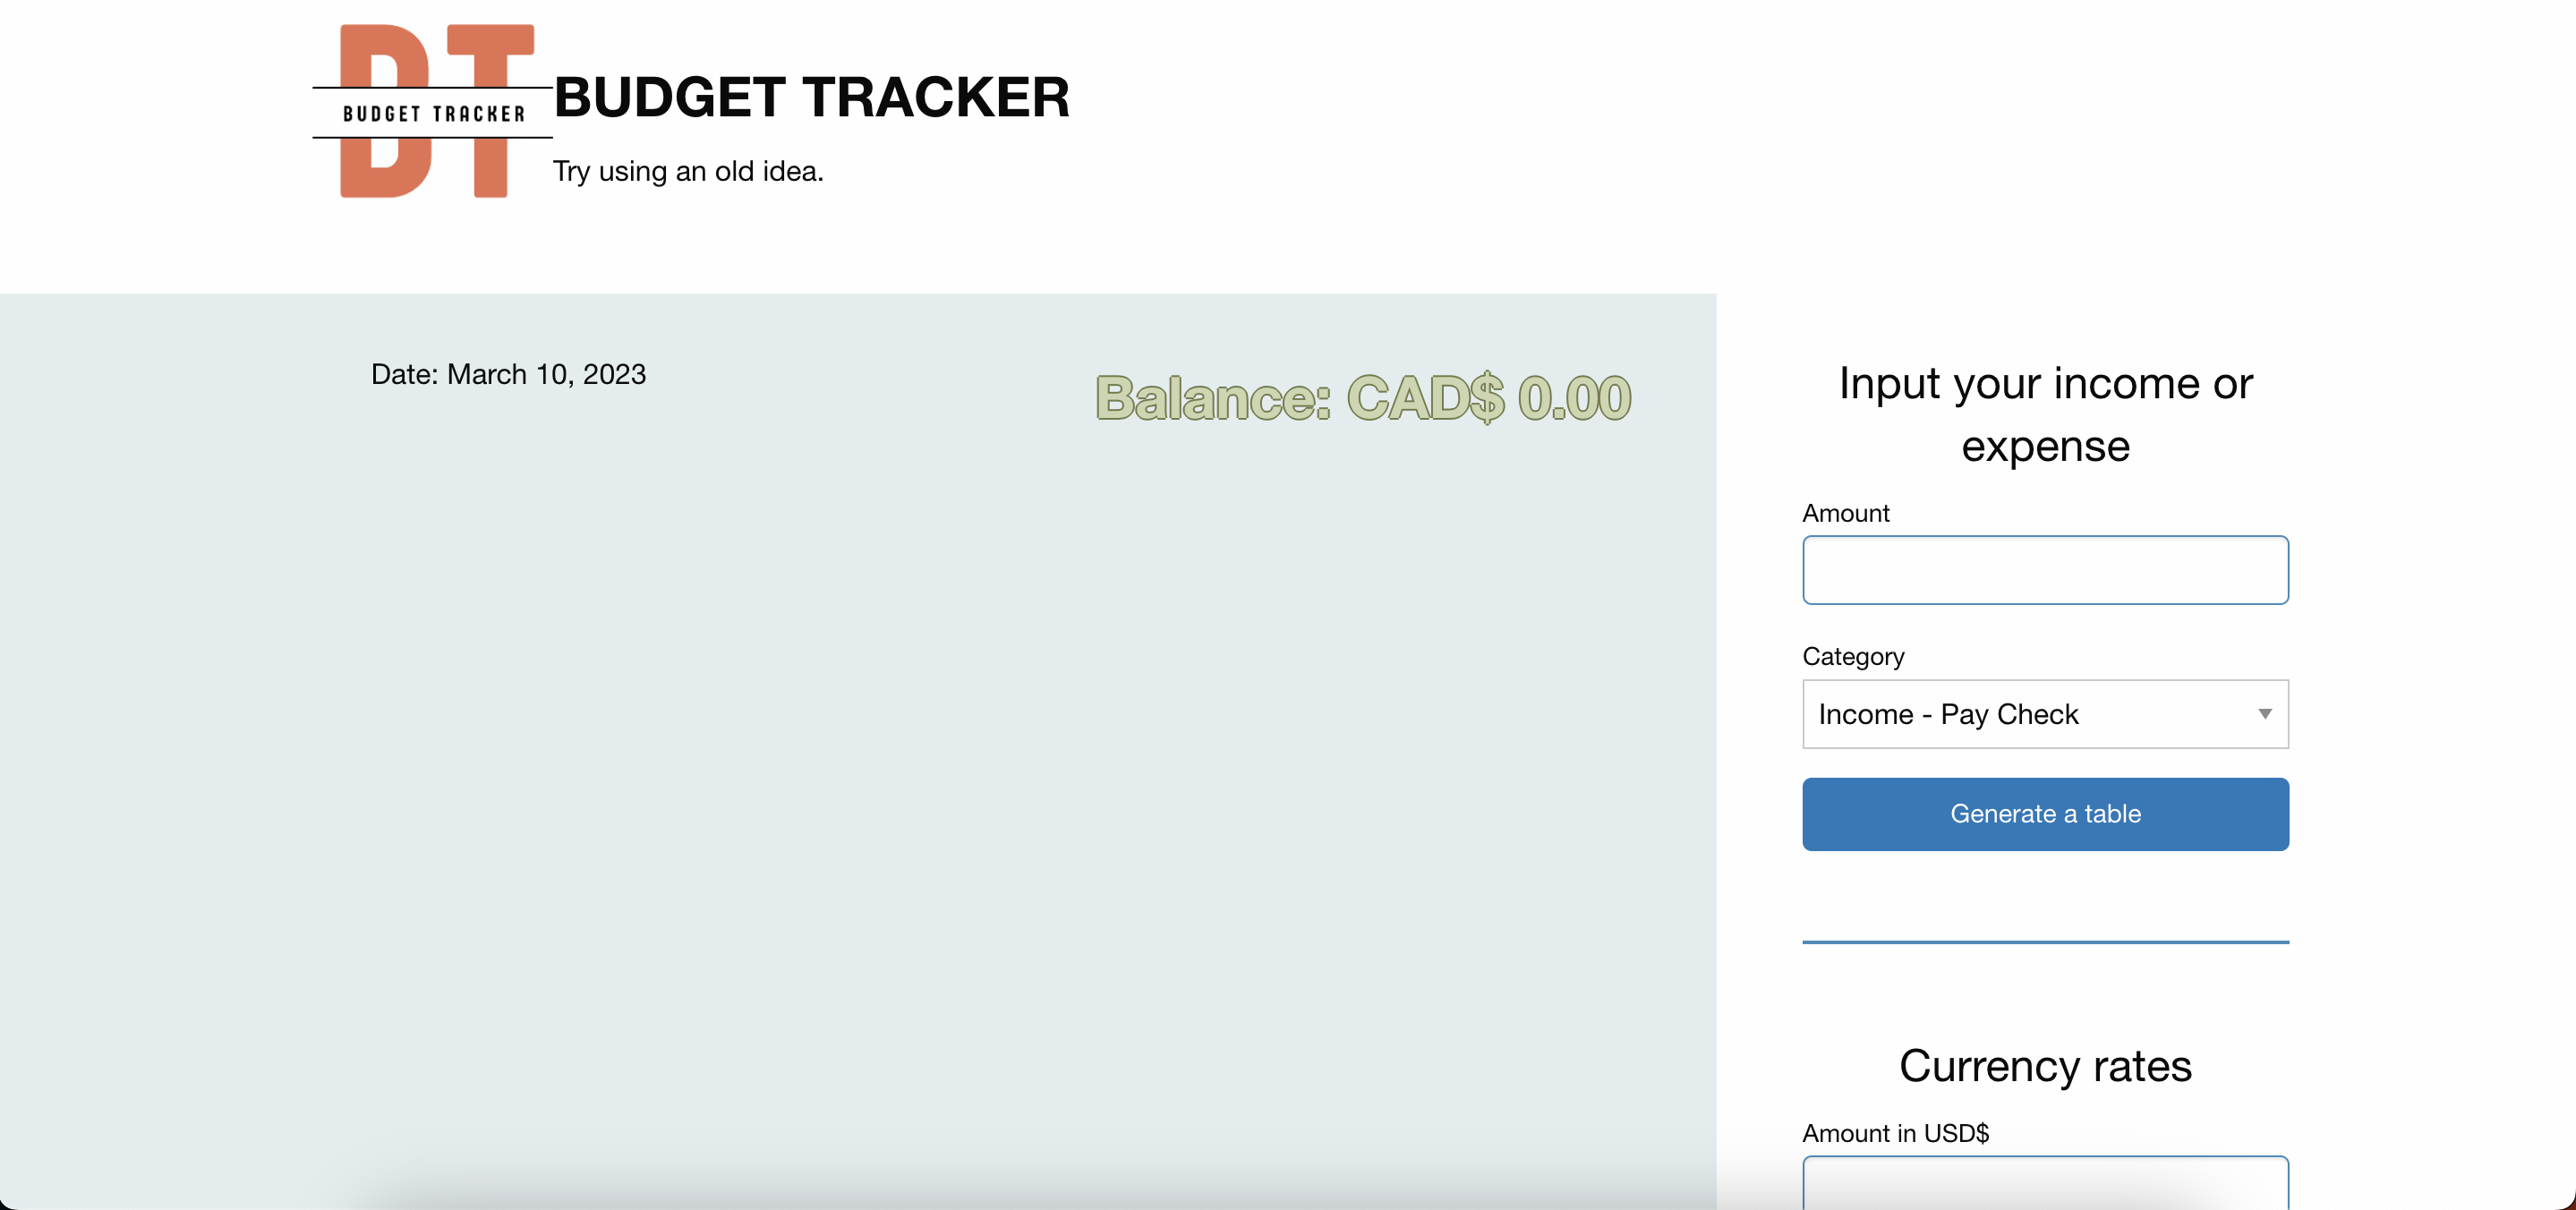 BT
BUDGET TRACKER
BUDGET TRACKER
Try using an old idea.
Date: March 10, 2023
Balance: CAD$ 0.00
Input your income or
expense
Amount
Category
Income - Pay Check
Generate a table
Currency rates
Amount in USD$